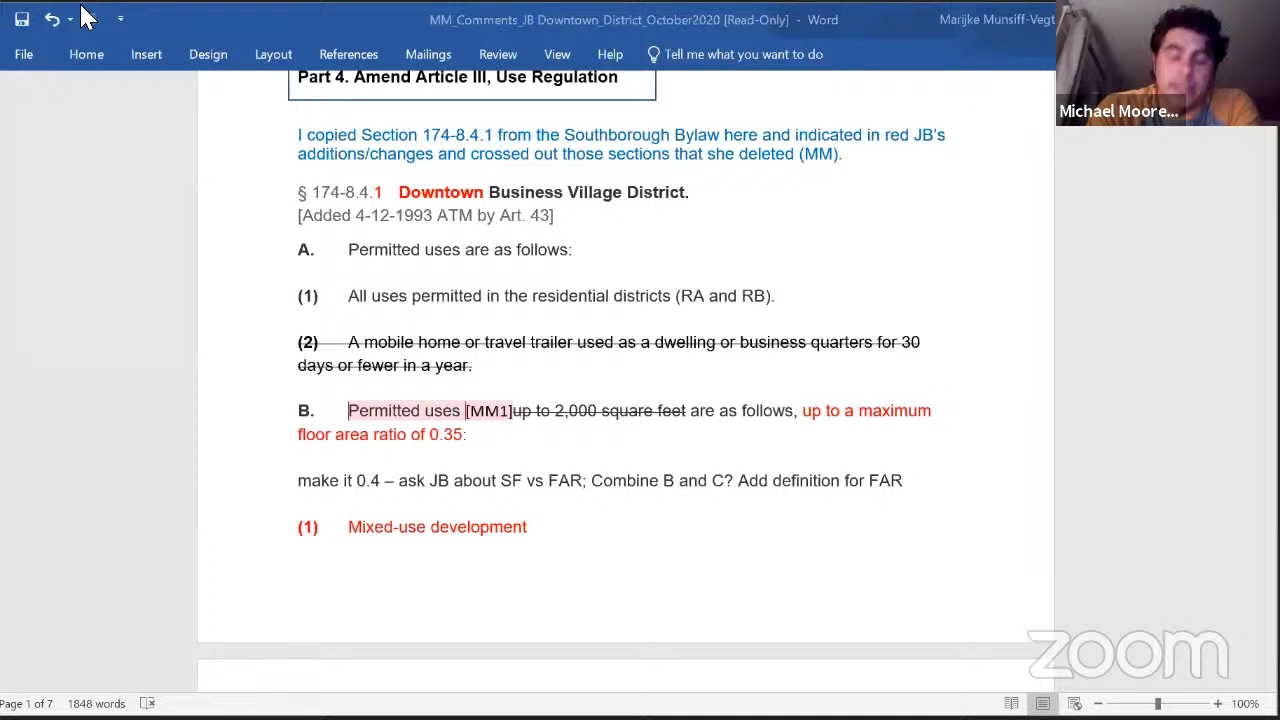 MM_Comments_JB Downtown_District_October2020 [Read-Only] - Word
Marijke Munsiff-Vegt
File Home Insert Design Layout References Mailings Review View Help Tell me what you want to do
Michael Moore...
Part 4. Amend Article III, Use Regulation
I copied Section 174-8.4.1 from the Southborough Bylaw here and indicated in red JB's
additions/changes and crossed out those sections that she deleted (MM).
§ 174-8.4.1 Downtown Business Village District.
[Added 4-12-1993 ATM by Art. 43]
A. Permitted uses are as follows:
(1) All uses permitted in the residential districts (RA and RB).
(2) A mobile home or travel trailer used as a dwelling or business quarters for 30
days or fewer in a year.
B. Permitted uses [MM1]up to 2,000 square feet are as follows, up to a maximum
floor area ratio of 0.35:
make it 0.4 – ask JB about SF vs FAR; Combine B and C? Add definition for FAR
(1) Mixed-use development
zoom
Page 1 of 7 1848 words
100%